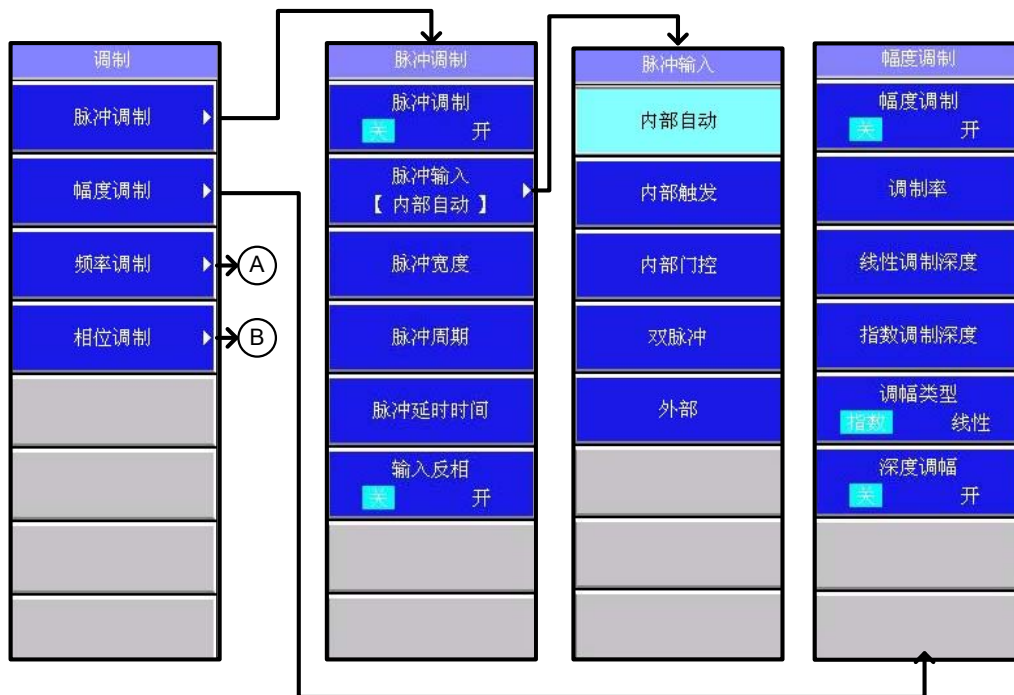 调制
脉冲调制
幅度调制
频率调制
A
相位调制
B
脉冲调制
脉冲调制
关 开
脉冲输入
【 内部自动 】
脉冲宽度
脉冲周期
脉冲延时时间
输入反相
关 开
脉冲输入
内部自动
内部触发
内部门控
双脉冲
外部
幅度调制
幅度调制
关 开
调制率
线性调制深度
指数调制深度
调幅类型
指数 线性
深度调幅
关 开